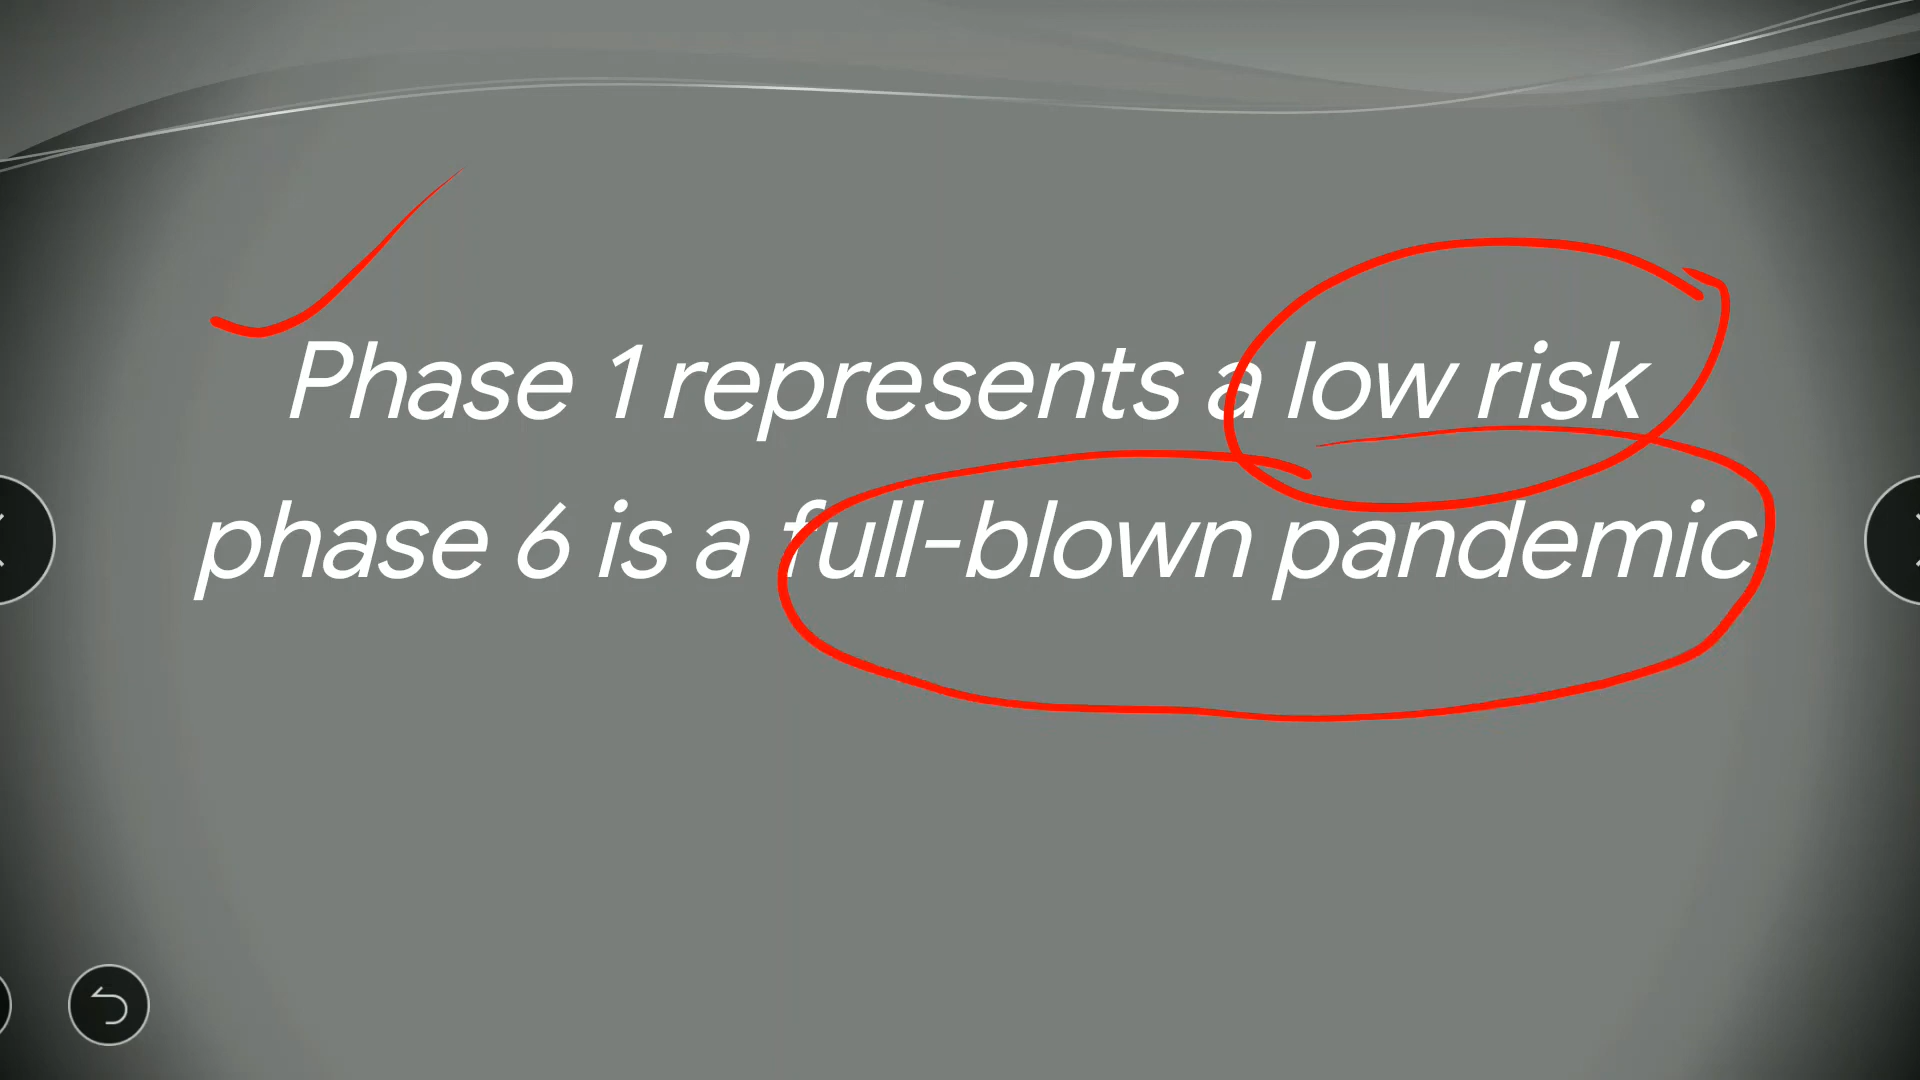 Phase 1 represents a low risk
phase 6 is a full-blown pandemic